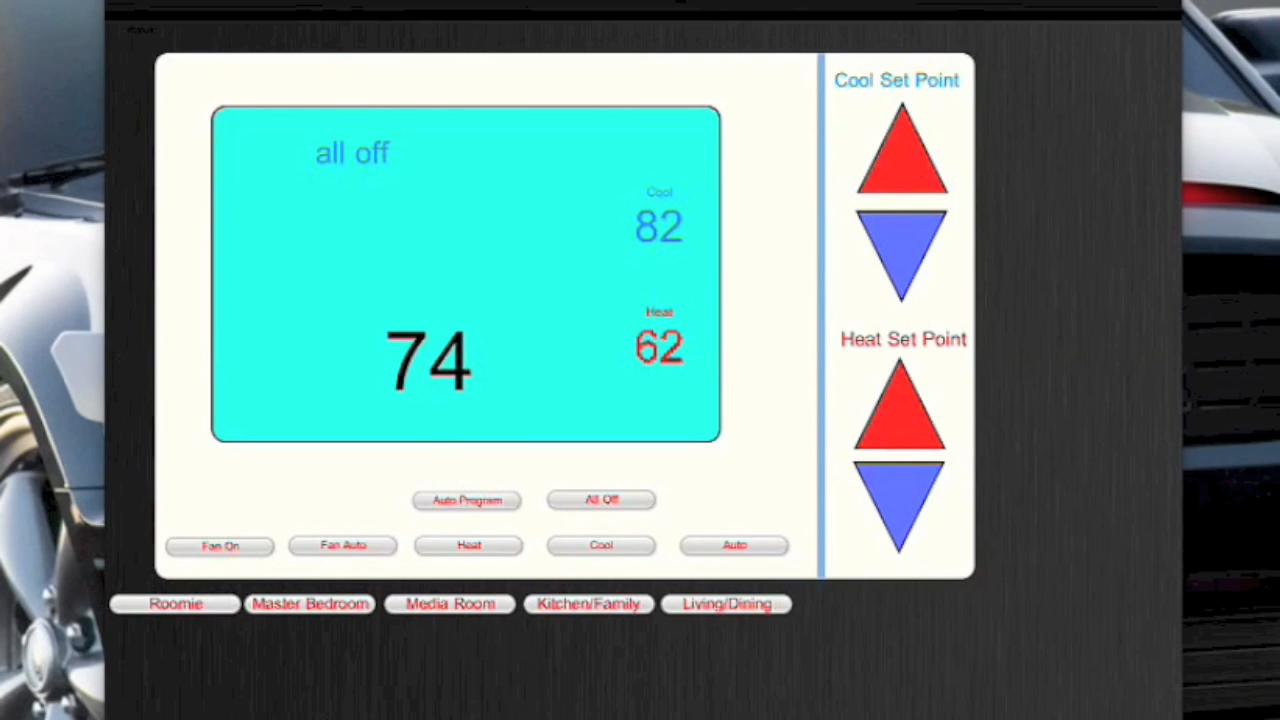 Cool Set Point
all off
Cool
82
Heat
62
74
Heat Set Point
Auto Program
All Off
Fan On
Fan Auto
Heat
Cool
Auto
Roomie
Master Bedroom
Media Room
Kitchen/Family
Living/Dining